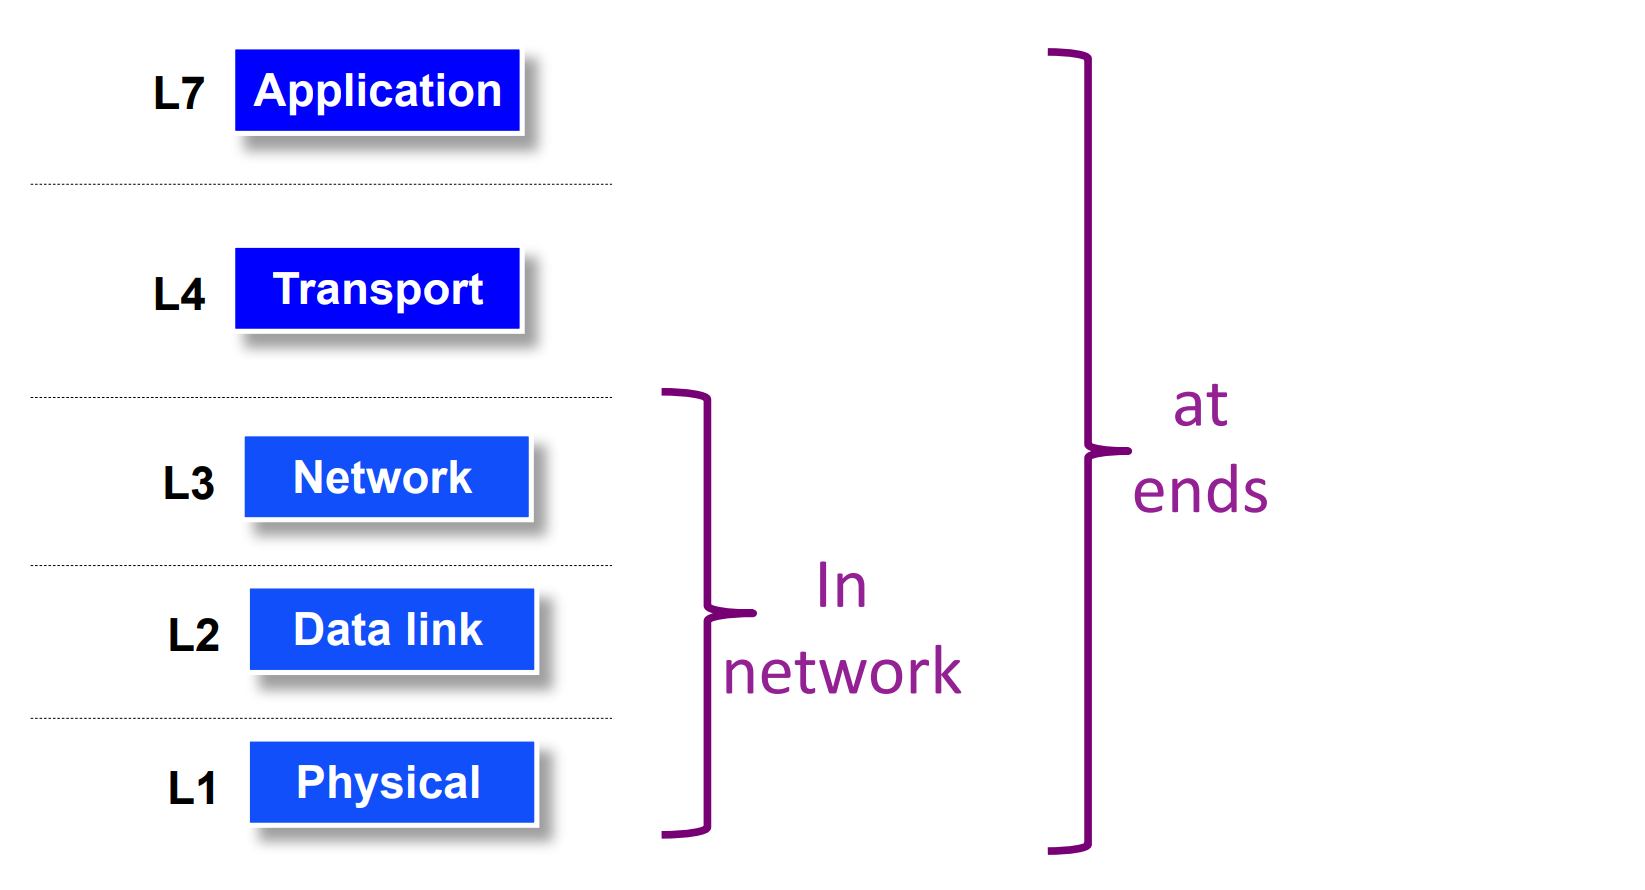 L7 Application
L4 Transport
L3 Network
L2 Data link
L1 Physical
In
network
at
ends